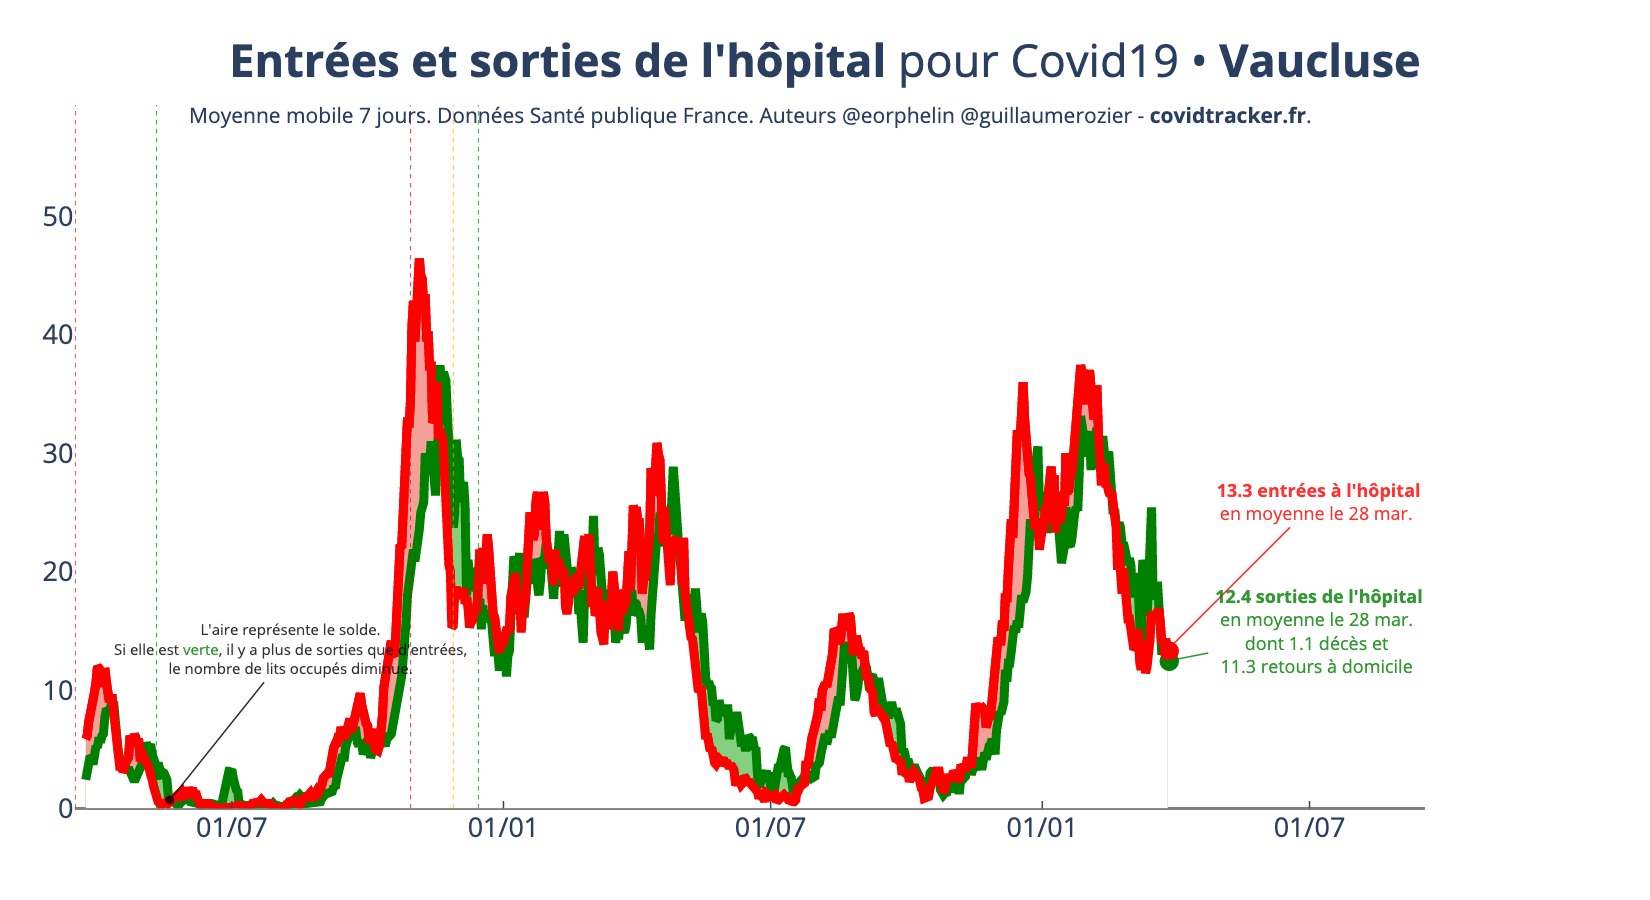 Entrées et sorties de l'hôpital pour Covid19 • Vaucluse
Moyenne mobile 7 jours. Données Santé publique France. Auteurs @eorphelin @guillaumerozier - covidtracker.fr.
50
40
30
20
10
0
L'aire représente le solde.
Si elle est verte, il y a plus de sorties que d'entrées,
le nombre de lits occupés diminue.
13.3 entrées à l'hôpital
en moyenne le 28 mar.
12.4 sorties de l'hôpital
en moyenne le 28 mar.
dont 1.1 décès et
11.3 retours à domicile
01/07
01/01
01/07
01/01
01/07